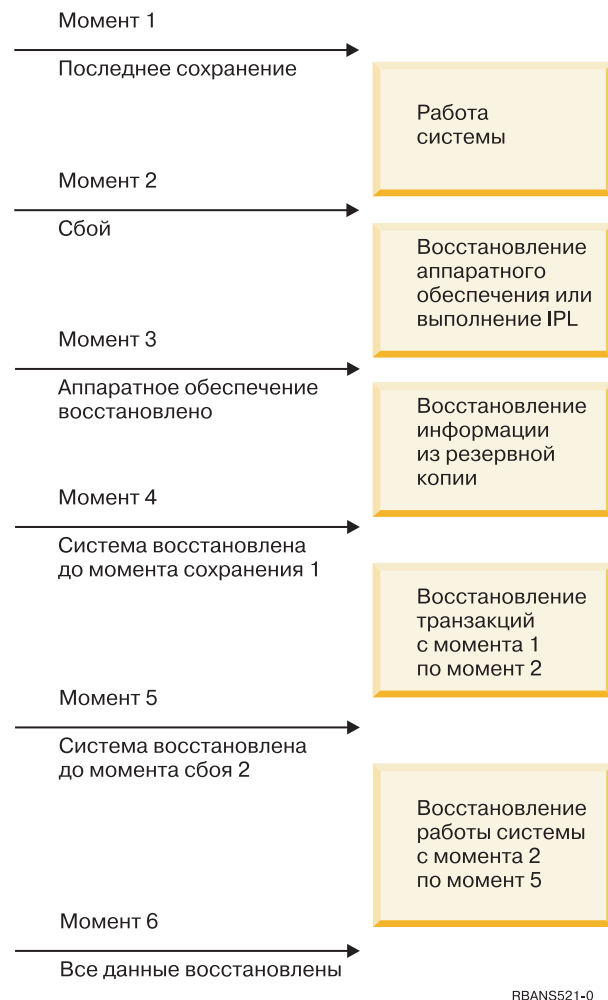 Момент 1
Последнее сохранение
Работа
системы
Момент 2
Сбой
Восстановление
аппаратного
обеспечения или
выполнение IPL
Момент 3
Аппаратное обеспечение
восстановлено
Восстановление
информации
из резервной
копии
Момент 4
Система восстановлена
до момента сохранения 1
Восстановление
транзакций
с момента 1
по момент 2
Момент 5
Система восстановлена
до момента сбоя 2
Восстановление
работы системы
с момента 2
по момент 5
Момент 6
Все данные восстановлены
RBANS521-0